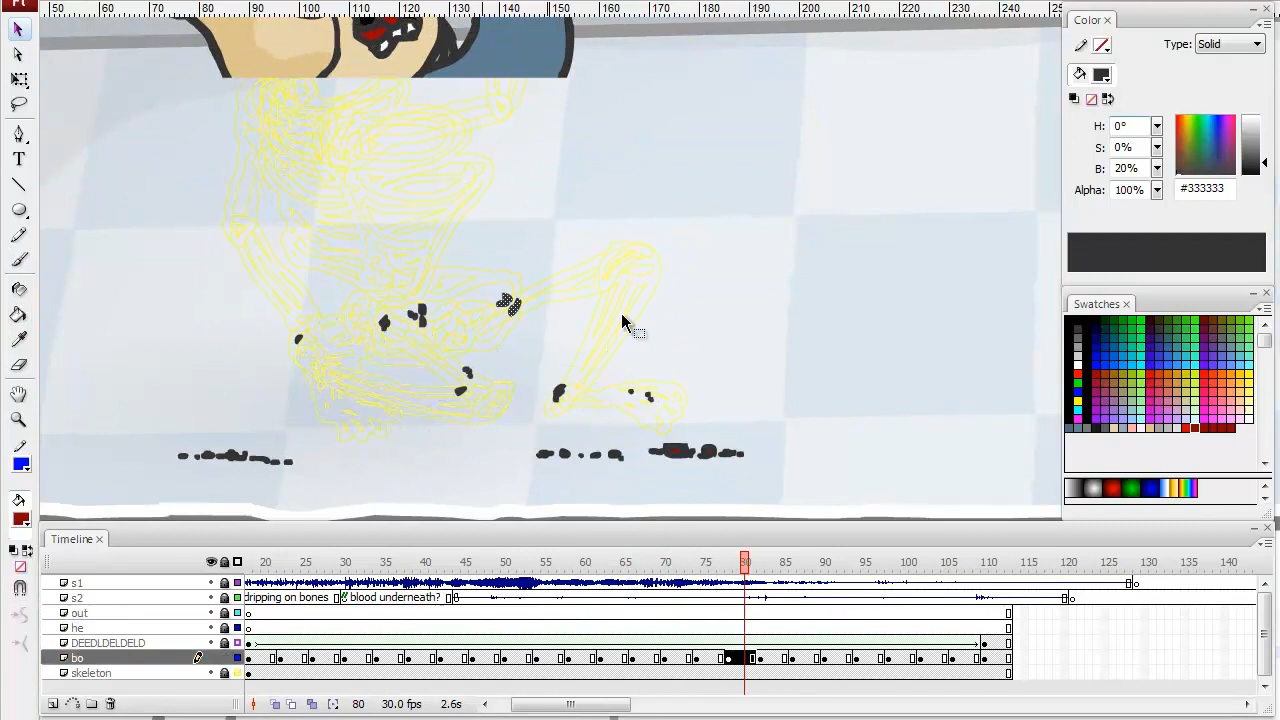 Fl
50 60 70 80 90 100 110 120 130 140 150 160 170 180 190 200 210 220 230 240 25
Color ×
Type: Solid
H: 0°
S: 0%
B: 20%
Alpha: 100% #333333
Swatches ×
T
Timeline ×
20 25 30 35 40 45 50 55 60 65 70 75 80 85 90 95 100 105 110 115 120 125 130 135 140
s1
s2 dripping on bones blood underneath?
out
he
DEEDLDELDELD
bo
skeleton
80 30.0 fps 2.6s